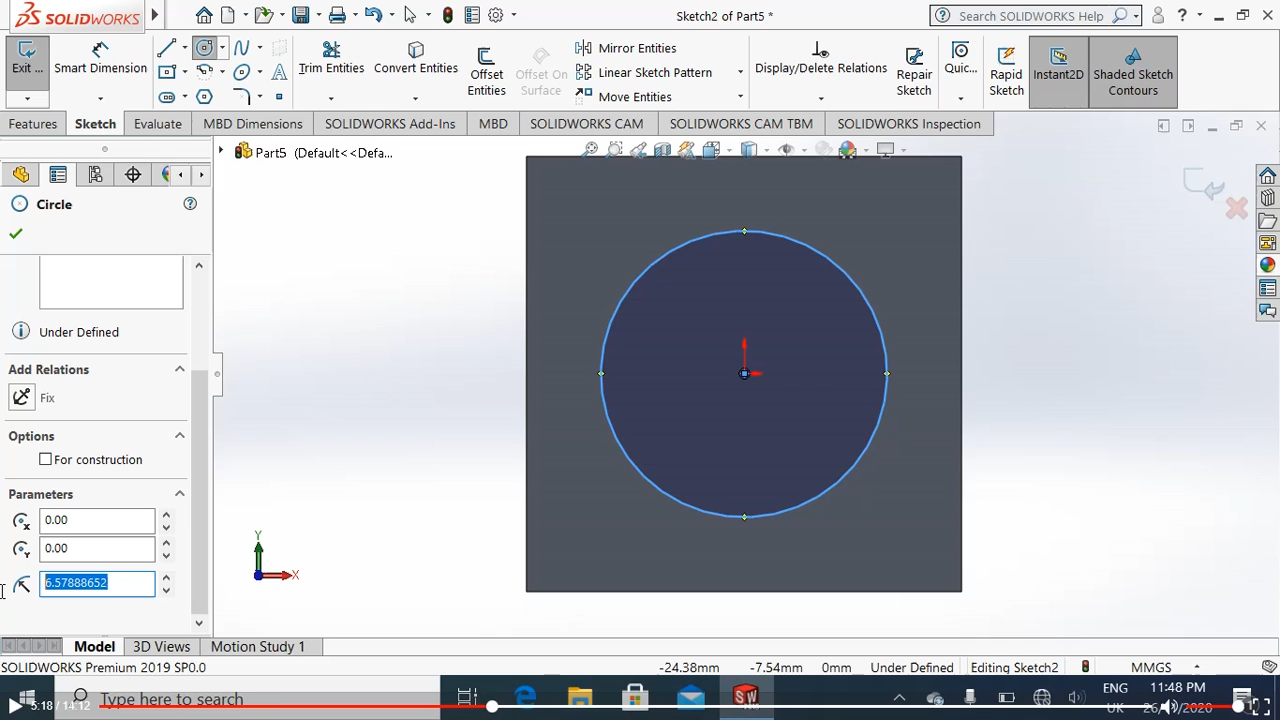 SOLIDWORKS
Sketch2 of Part5 *
Search SOLIDWORKS Help
Exit ...
Smart Dimension
Trim Entities
Convert Entities
Offset Entities
Offset On Surface
Mirror Entities
Linear Sketch Pattern
Move Entities
Display/Delete Relations
Repair Sketch
Quic...
Rapid Sketch
Instant2D
Shaded Sketch Contours
Features
Sketch
Evaluate
MBD Dimensions
SOLIDWORKS Add-Ins
MBD
SOLIDWORKS CAM
SOLIDWORKS CAM TBM
SOLIDWORKS Inspection
Part5 (Default<<Defa...
Circle
Under Defined
Add Relations
Fix
Options
For construction
Parameters
0.00
0.00
6.57888652
Y
X
Model
3D Views
Motion Study 1
SOLIDWORKS Premium 2019 SP0.0
-24.38mm
-7.54mm
0mm
Under Defined
Editing Sketch2
MMGS
5:18 / 14:12
Type here to search
ENG
UK
11:48 PM